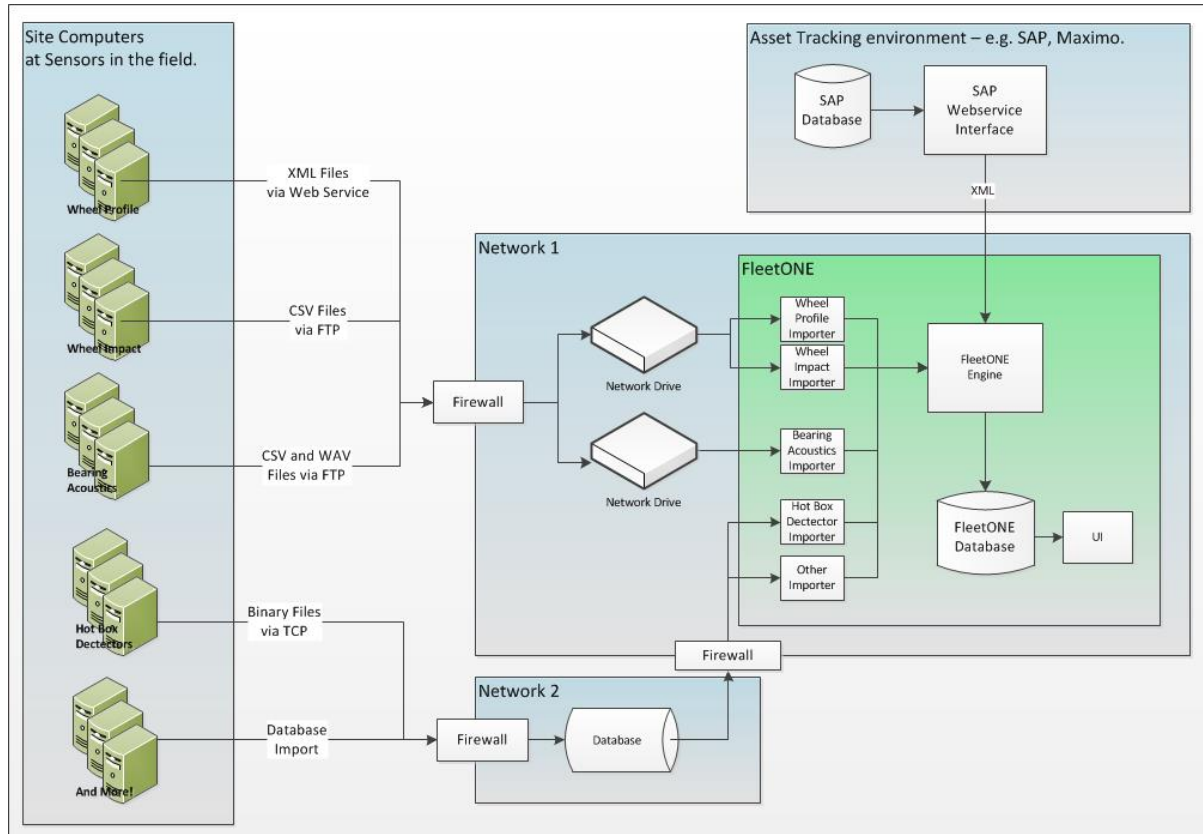 Site Computers
at Sensors in the field.
Wheel Profile
Wheel Impact
Bearing
Acoustics
Hot Box
Dectectors
And More!
XML Files
via Web Service
CSV Files
via FTP
CSV and WAV
Files via FTP
Binary Files
via TCP
Database
Import
Asset Tracking environment – e.g. SAP, Maximo.
SAP
Database
SAP
Webservice
Interface
XML
Network 1
Firewall
Network Drive
Network Drive
FleetONE
Wheel
Profile
Importer
Wheel
Impact
Importer
Bearing
Acoustics
Importer
Hot Box
Dectector
Importer
Other
Importer
FleetONE
Engine
FleetONE
Database
UI
Firewall
Network 2
Firewall
Database